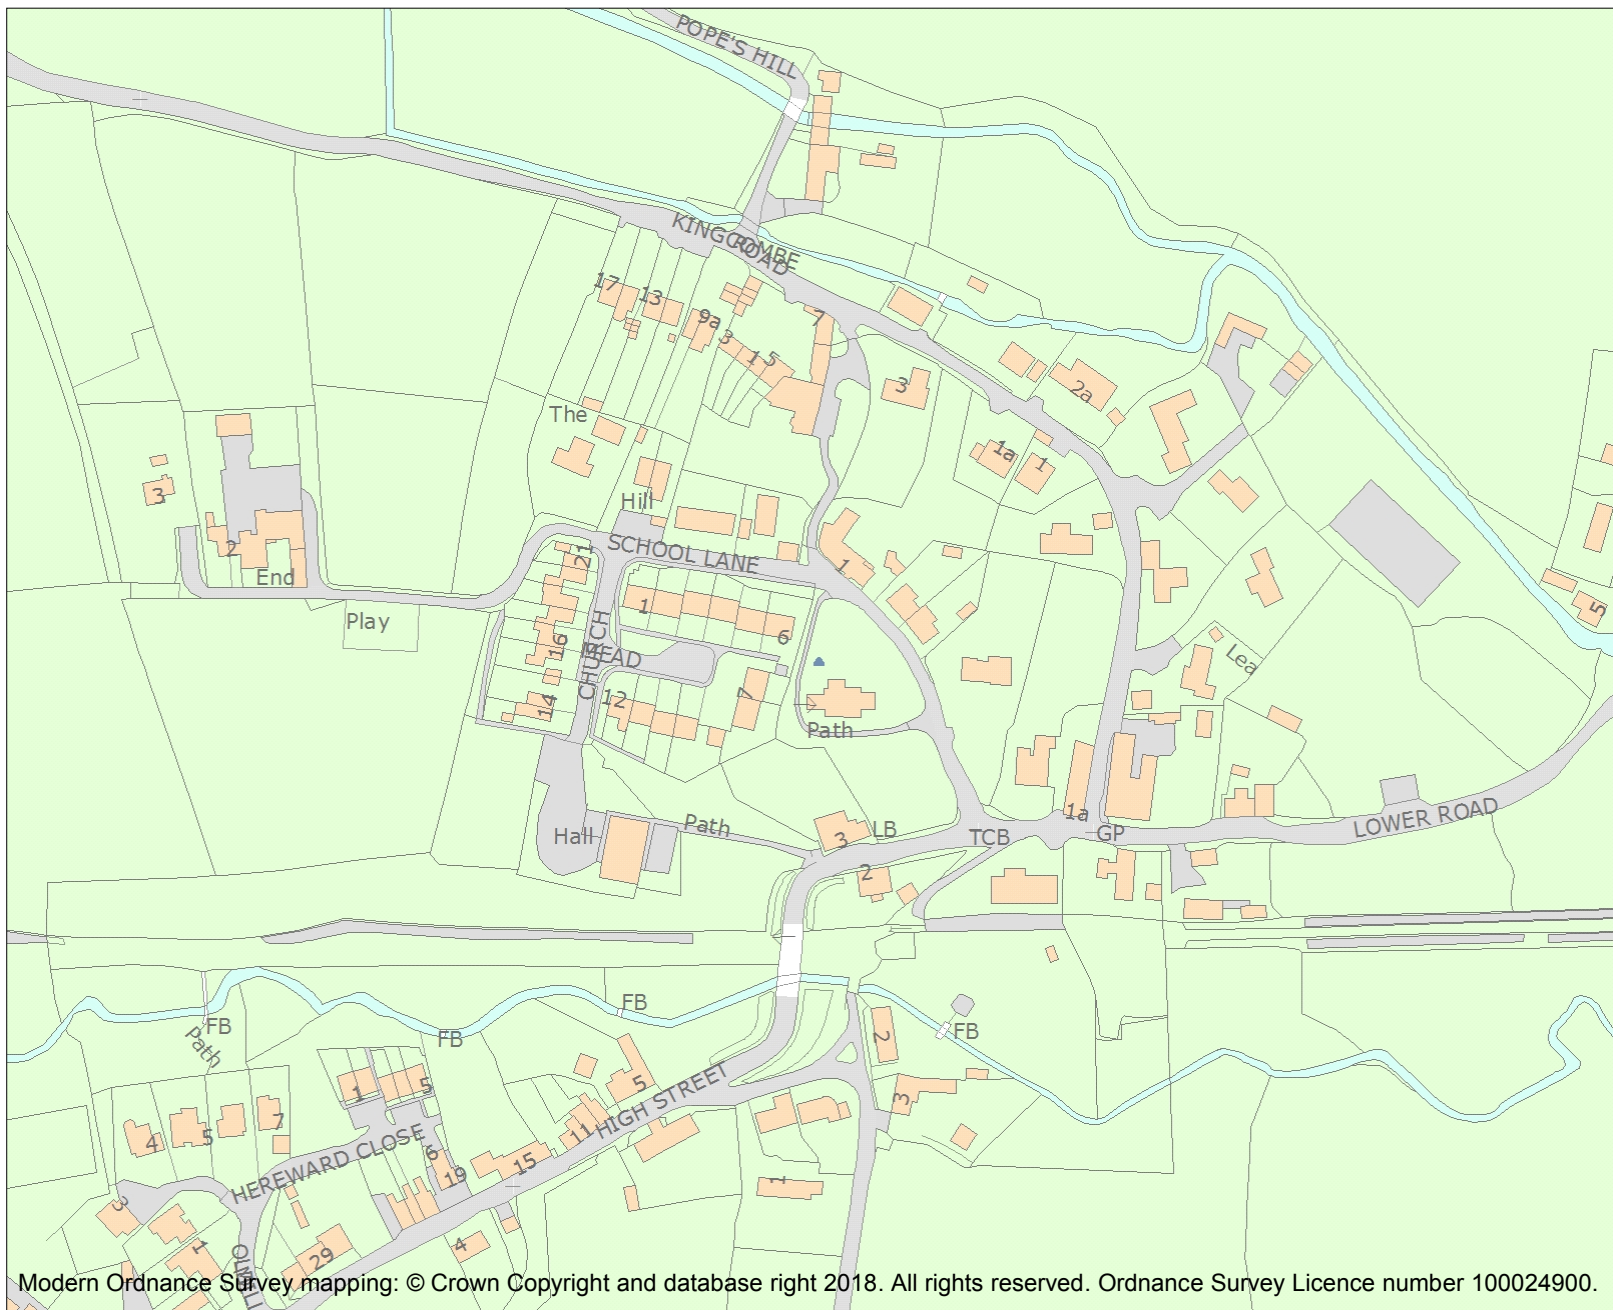 POPE'S HILL
KINGCOMBE
ROAD
17
13
9a
3
1
5
7
3
2a
1a
1
The
Hill
3
2
End
Play
SCHOOL LANE
21
1
6
1
CHURCH
MEAD
16
14
12
7
Path
Lea
5
Hall
Path
3
LB
2
TCB
1a
GP
LOWER ROAD
FB
Path
FB
FB
FB
2
3
1
5
5
HIGH STREET
11
15
19
6
HEREWARD CLOSE
4
5
7
3
1
29
4
1
Modern Ordnance Survey mapping: © Crown Copyright and database right 2018. All rights reserved. Ordnance Survey Licence number 100024900.